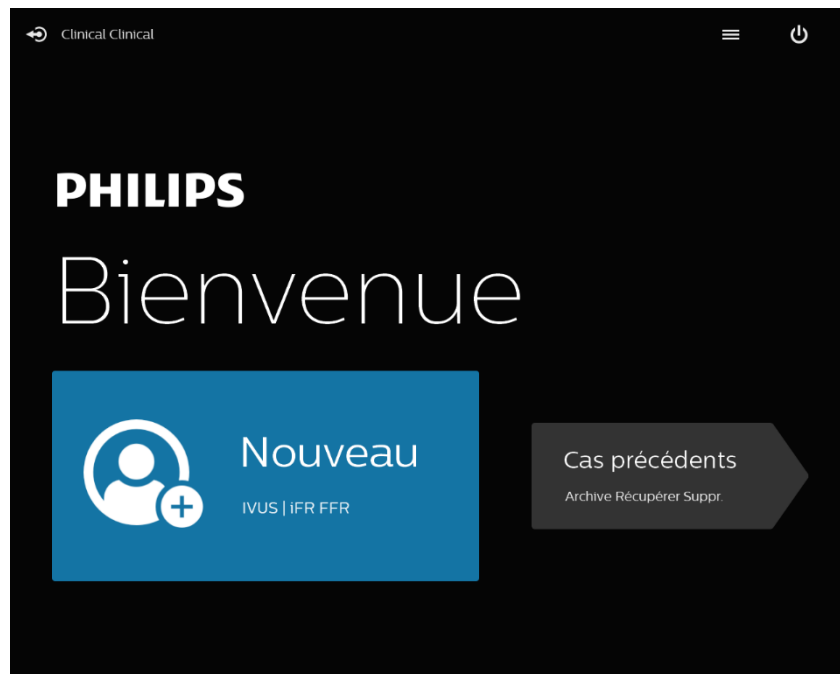 Clinical Clinical
PHILIPS
Bienvenue
Nouveau
IVUS | iFR FFR
Cas précédents
Archive Récupérer Suppr.